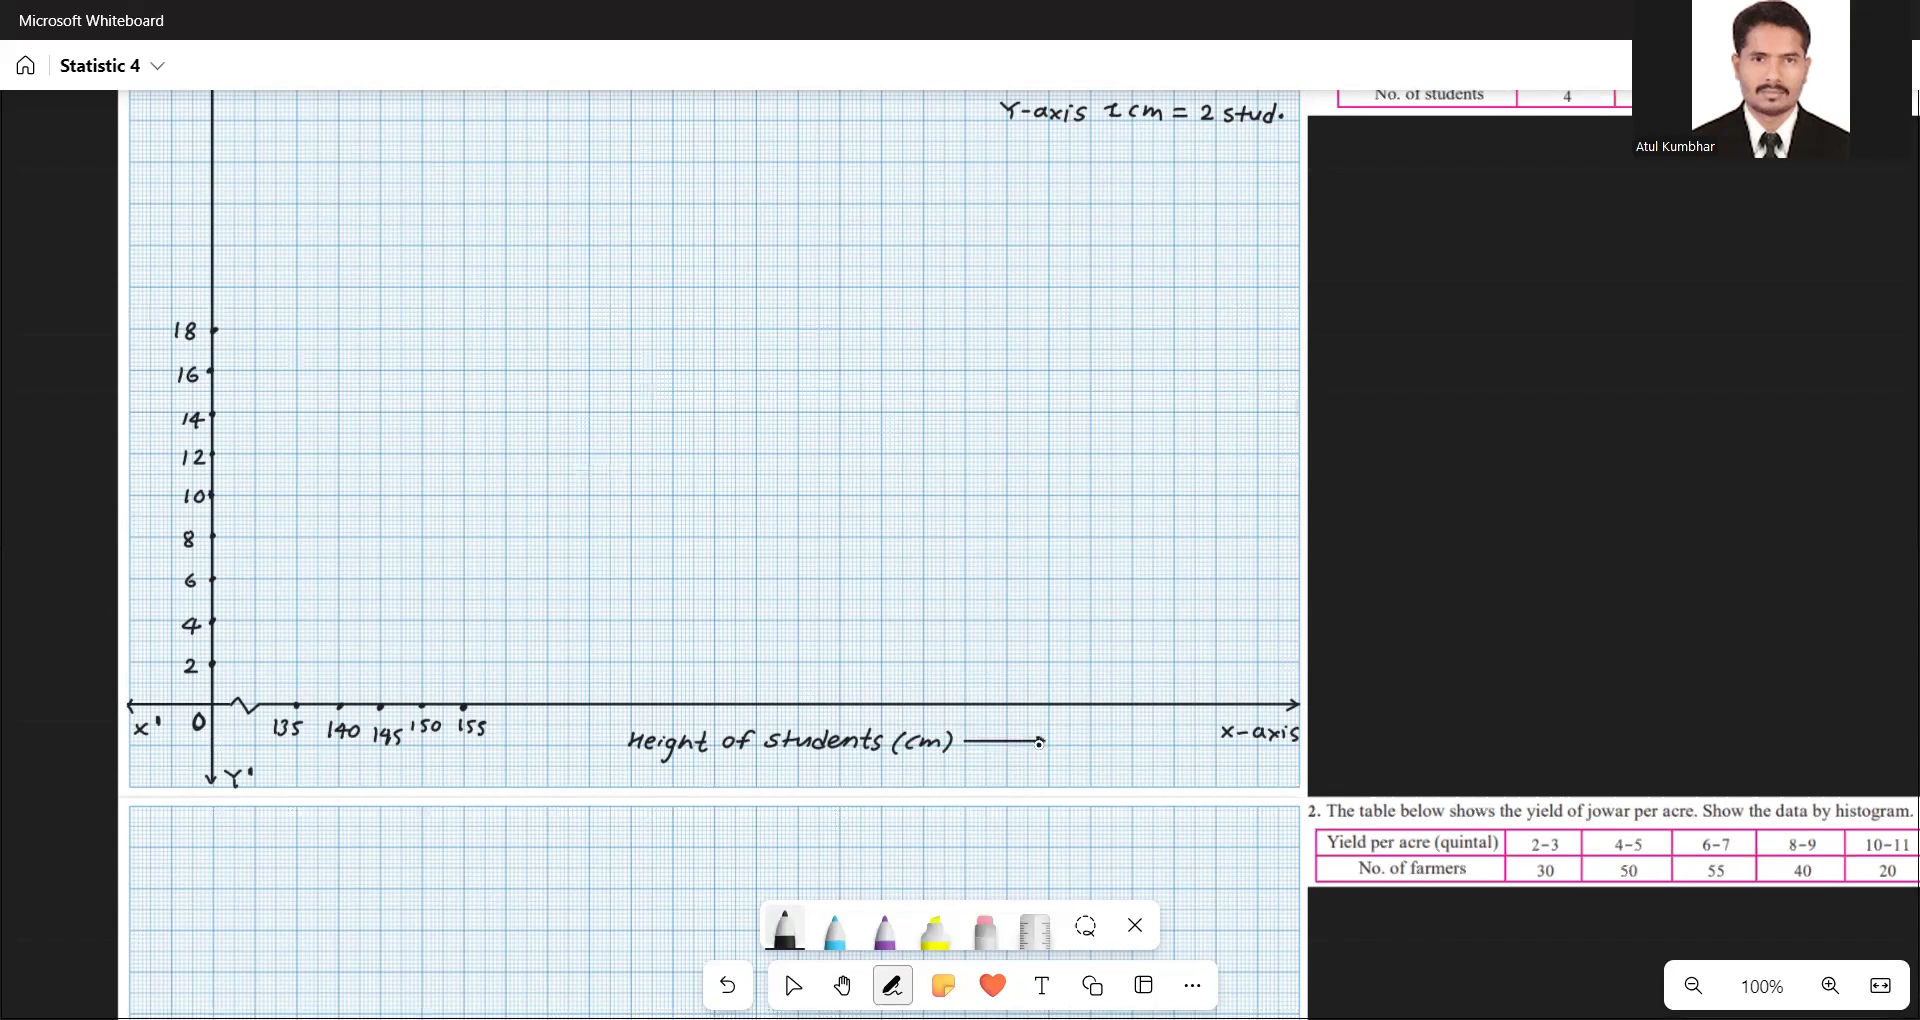 Microsoft Whiteboard
Statistic 4
Y-axis 1cm = 2 stud.
No. of students 4
Atul Kumbhar
18
16
14
12
10
8
6
4
2
X' 0 135 140 145 150 155
Height of students (cm)
X-axis
Y'
2. The table below shows the yield of jowar per acre. Show the data by histogram.
Yield per acre (quintal) 2-3 4-5 6-7 8-9 10-11
No. of farmers 30 50 55 40 20
100%